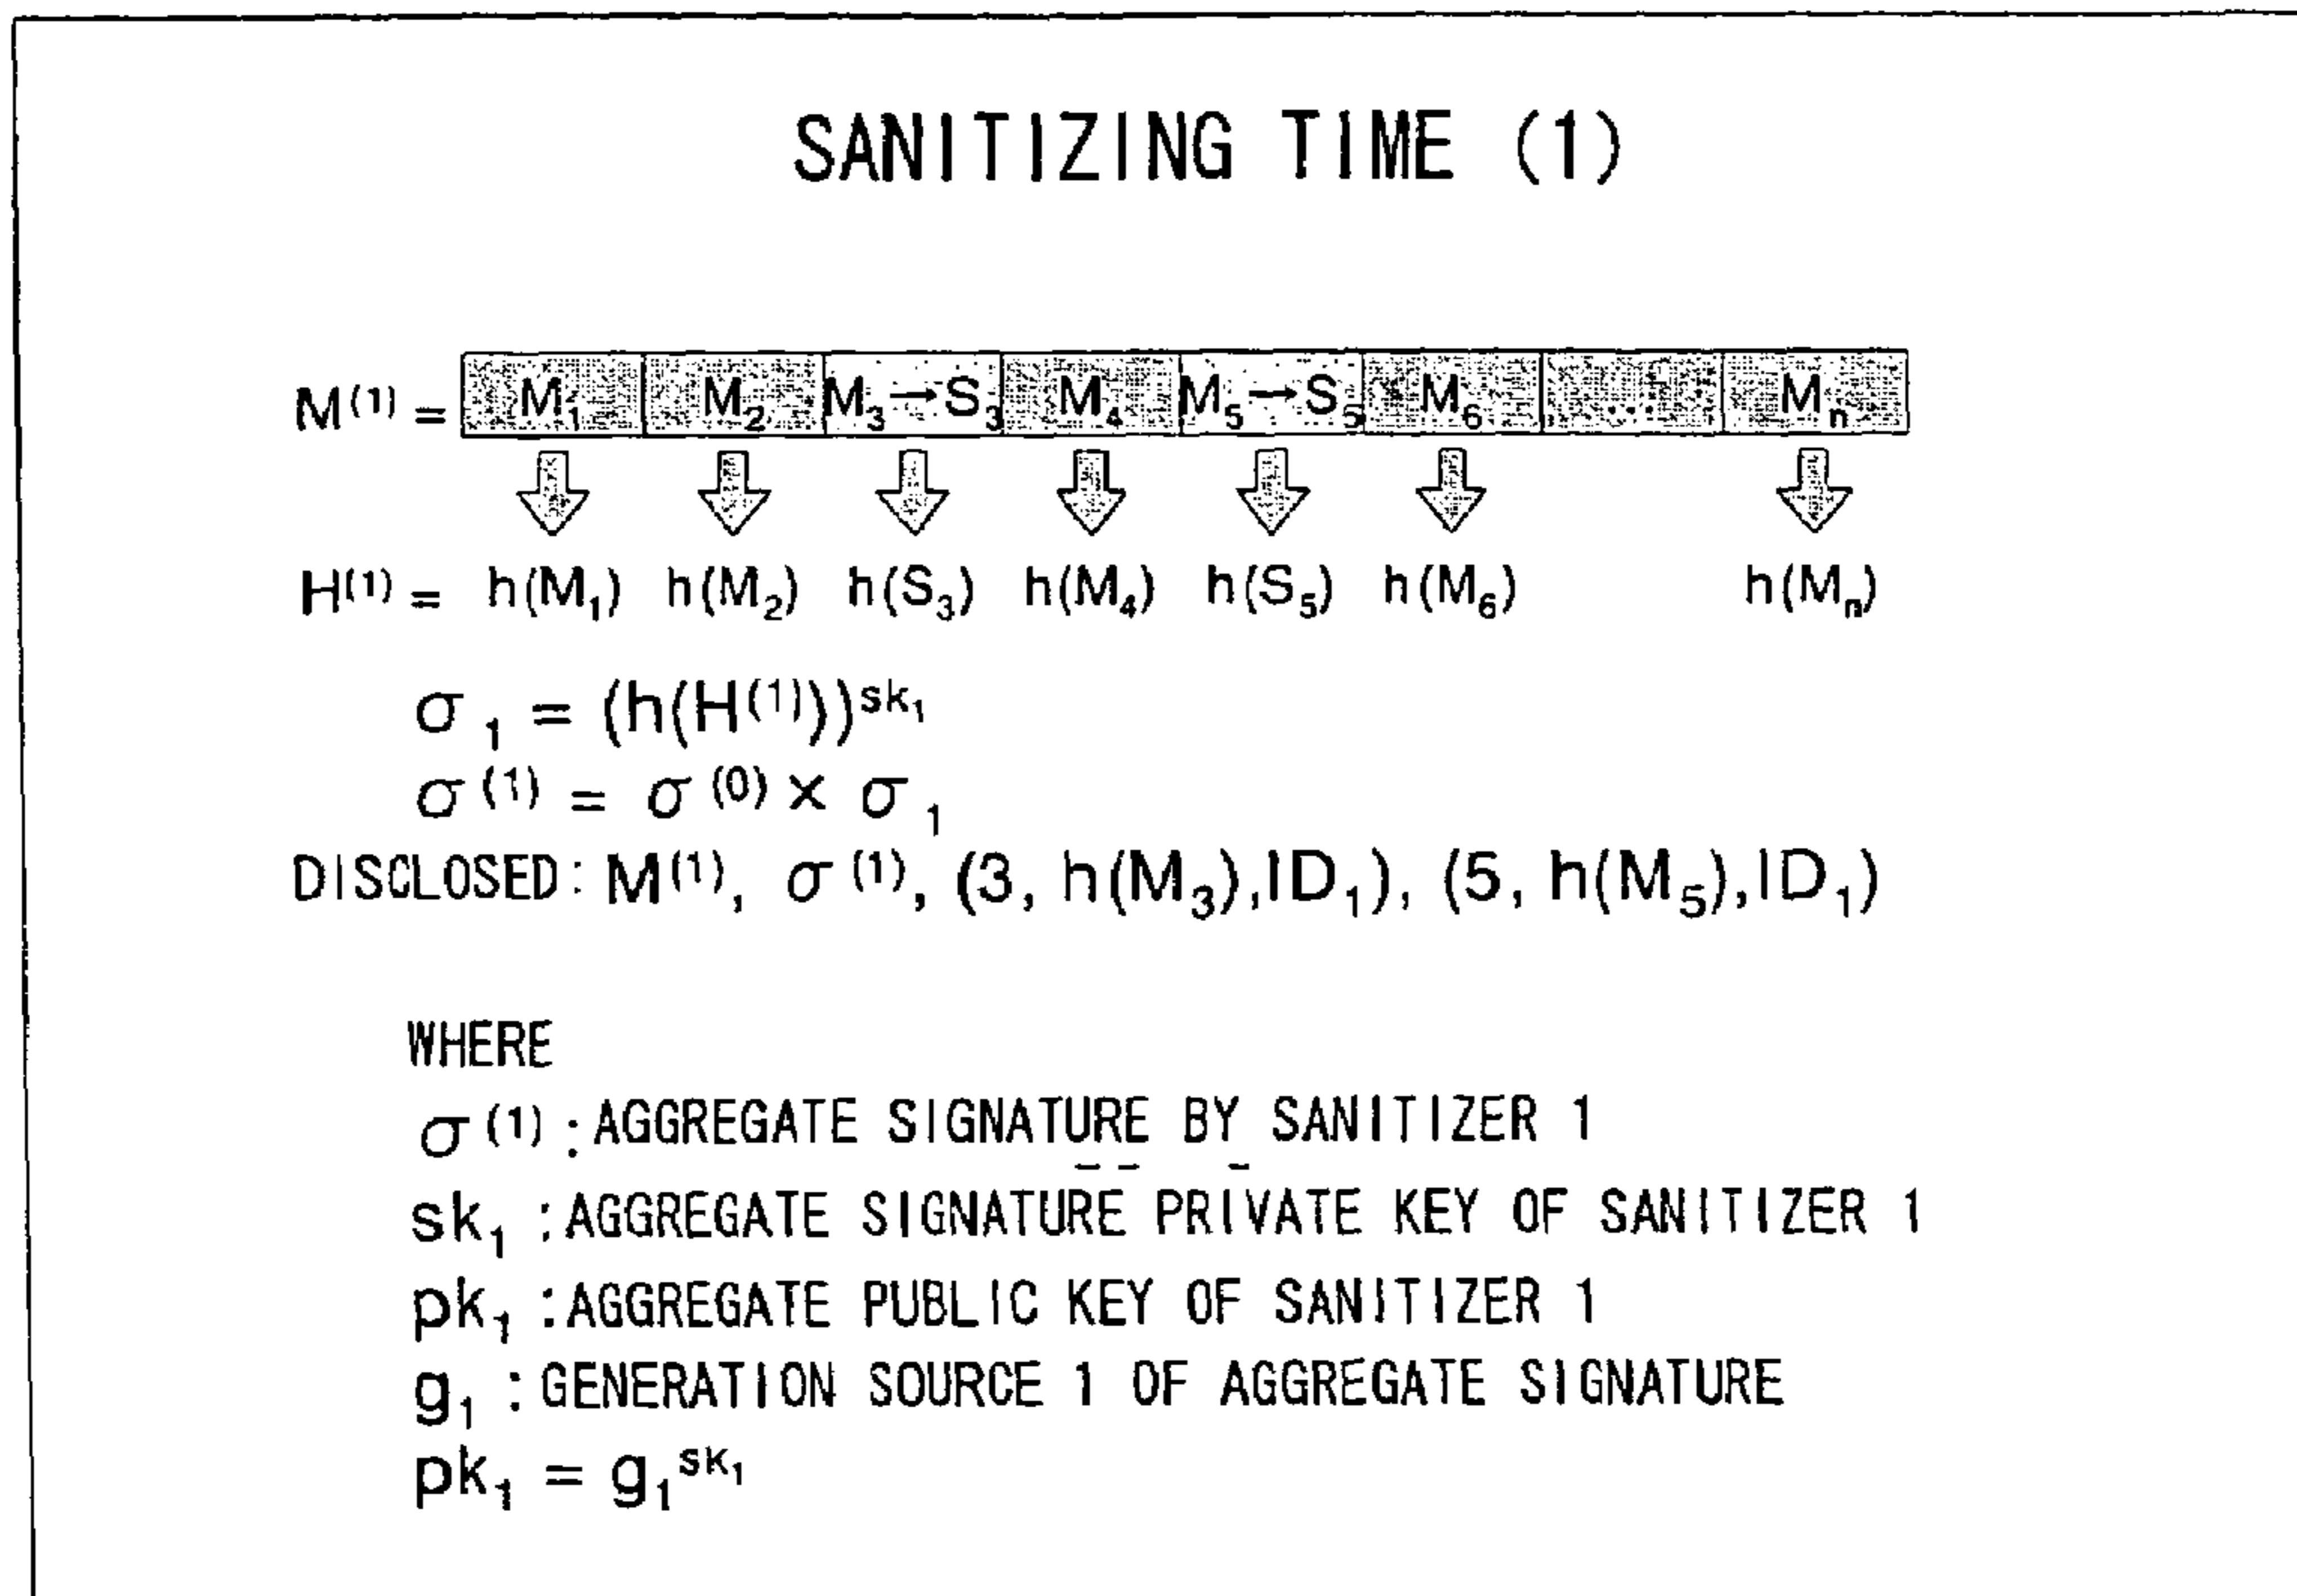 SANITIZING TIME (1)
M⁽¹⁾ = M₁ M₂ M₃→S₃ M₄ M₅→S₅ M₆ ... Mₙ
H⁽¹⁾ = h(M₁) h(M₂) h(S₃) h(M₄) h(S₅) h(M₆) h(Mₙ)
σ₁ = (h(H⁽¹⁾))^sk₁
σ⁽¹⁾ = σ⁽⁰⁾ × σ₁
DISCLOSED: M⁽¹⁾, σ⁽¹⁾, (3, h(M₃),ID₁), (5, h(M₅),ID₁)
WHERE
σ⁽¹⁾ : AGGREGATE SIGNATURE BY SANITIZER 1
sk₁ : AGGREGATE SIGNATURE PRIVATE KEY OF SANITIZER 1
pk₁ : AGGREGATE PUBLIC KEY OF SANITIZER 1
g₁ : GENERATION SOURCE 1 OF AGGREGATE SIGNATURE
pk₁ = g₁^sk₁